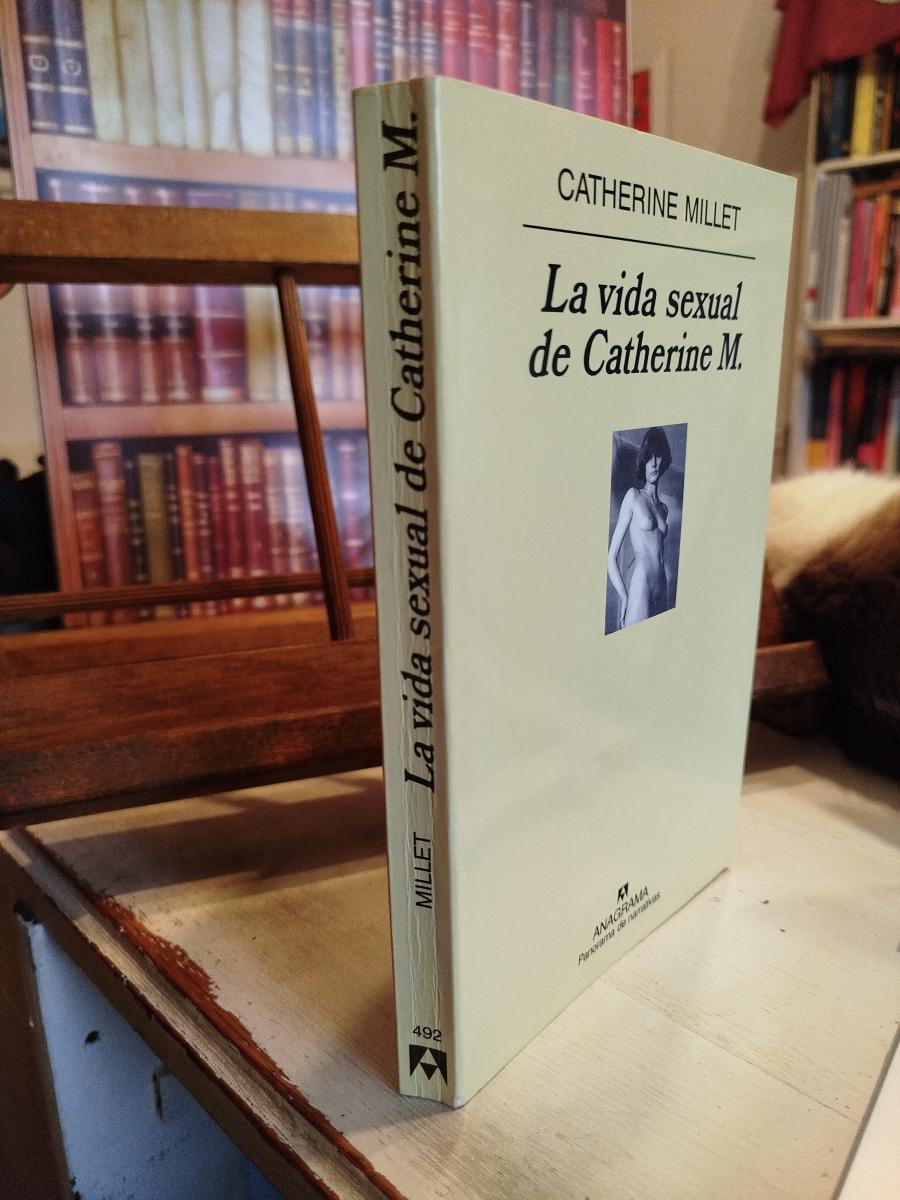 CATHERINE MILLET
La vida sexual
de Catherine M.
ANAGRAMA
Panorama de narrativas
MILLET La vida sexual de Catherine M.
492